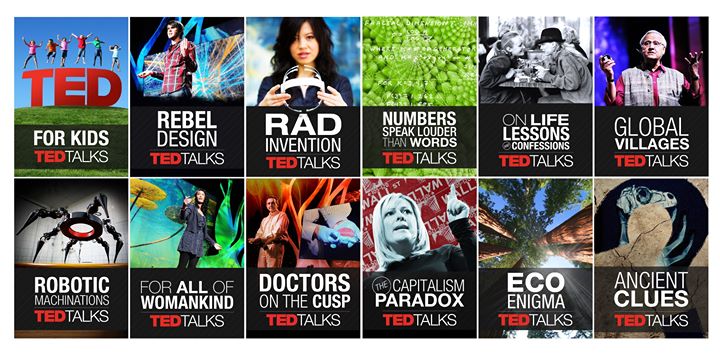 TED
FOR KIDS
TEDTALKS
REBEL
DESIGN
TEDTALKS
RAD
INVENTION
TEDTALKS
NUMBERS
SPEAK LOUDER
THAN WORDS
TEDTALKS
ON LIFE
LESSONS
AND CONFESSIONS
TEDTALKS
GLOBAL
VILLAGES
TEDTALKS
ROBOTIC
MACHINATIONS
TEDTALKS
FOR ALL OF
WOMANKIND
TEDTALKS
DOCTORS
ON THE CUSP
TEDTALKS
WALL
THE CAPITALISM
PARADOX
TEDTALKS
ECO
ENIGMA
TEDTALKS
ANCIENT
CLUES
TEDTALKS